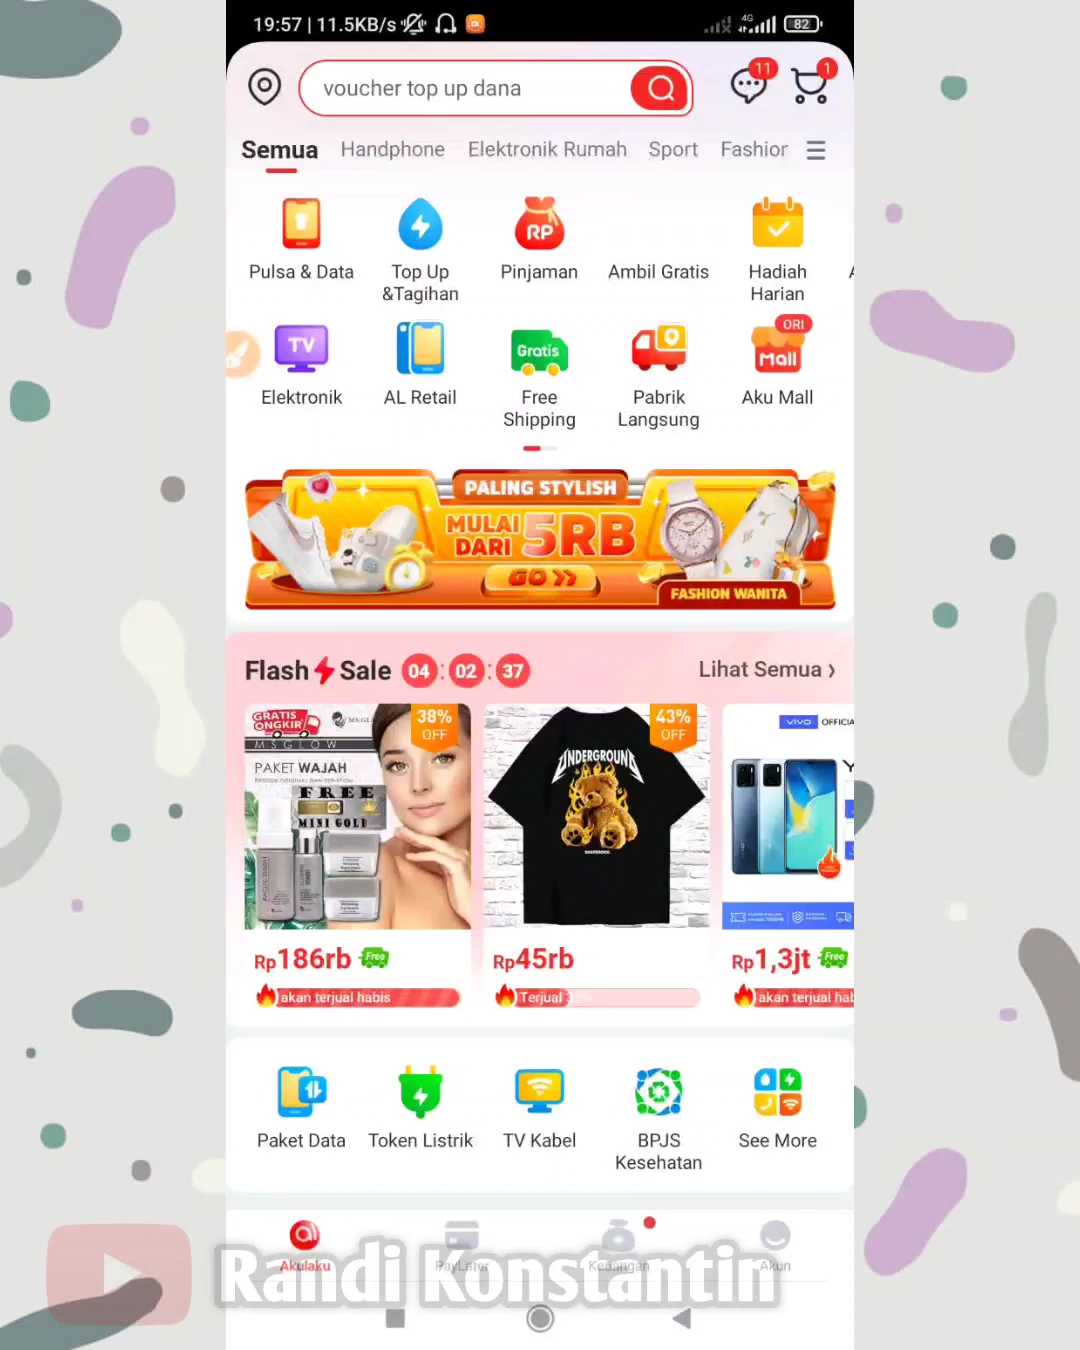 19:57 | 11.5KB/s
4G
82
voucher top up dana
11
1
Semua Handphone Elektronik Rumah Sport Fashior
RP
Pulsa & Data
Top Up
&Tagihan
Pinjaman
Ambil Gratis
Hadiah
Harian
TV
Gratis
ORI
Mall
Elektronik
AL Retail
Free
Shipping
Pabrik
Langsung
Aku Mall
PALING STYLISH
MULAI
DARI
5RB
GO
FASHION WANITA
Flash Sale 04 : 02 : 37
Lihat Semua ›
GRATIS
ONGKIR
MSGLOW
PAKET WAJAH
FREE
MINI GOLD
38%
OFF
UNDERGROUND
43%
OFF
vivo OFFICIA
Rp186rb Free
Rp45rb
Rp1,3jt Free
akan terjual habis
Terjual
akan terjual hab
Paket Data
Token Listrik
TV Kabel
BPJS
Kesehatan
See More
Akulaku
PayLater
Keuangan
Akun
Randi Konstantin